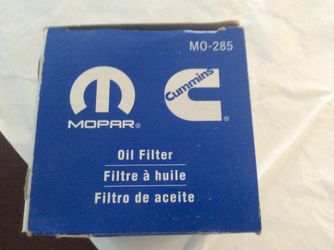 MO-285
MOPAR®
Cummins®
Oil Filter
Filtre à huile
Filtro de aceite